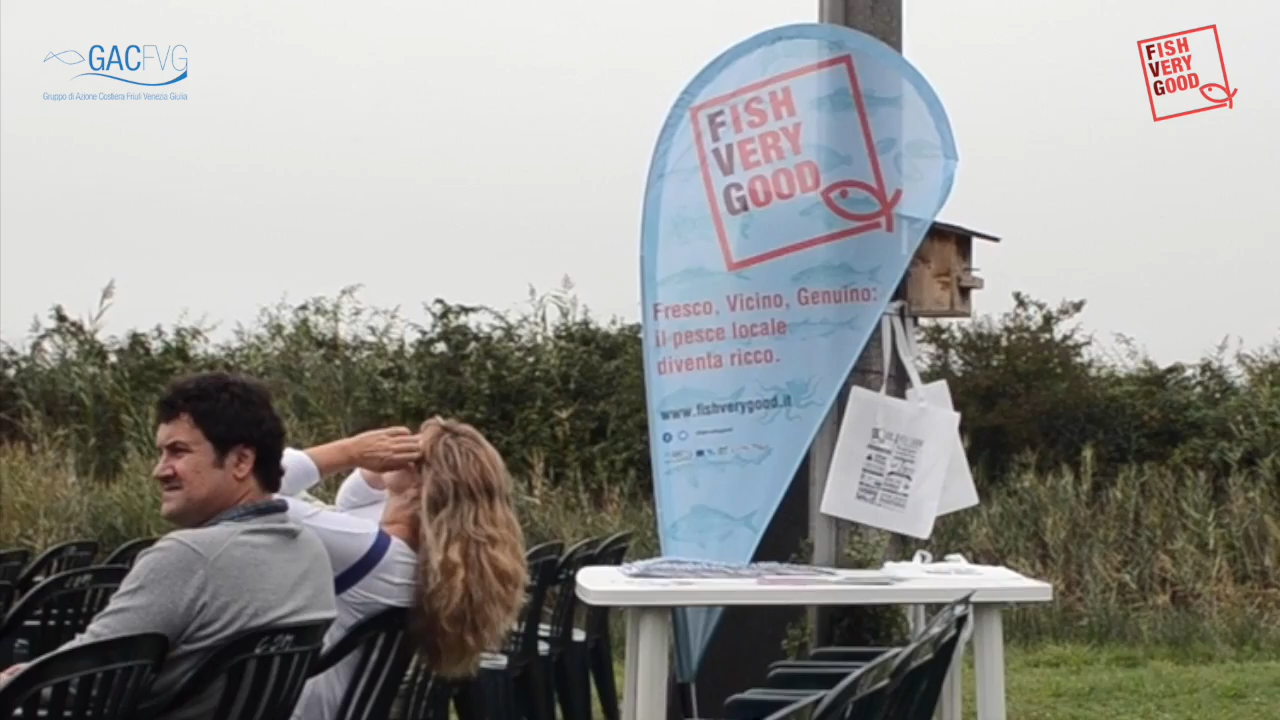 GACFVG
Gruppo di Azione Costiera Friuli Venezia Giulia
FISH
VERY
GOOD
FISH
VERY
GOOD
Fresco, Vicino, Genuino:
il pesce locale
diventa ricco.
www.fishverygood.it